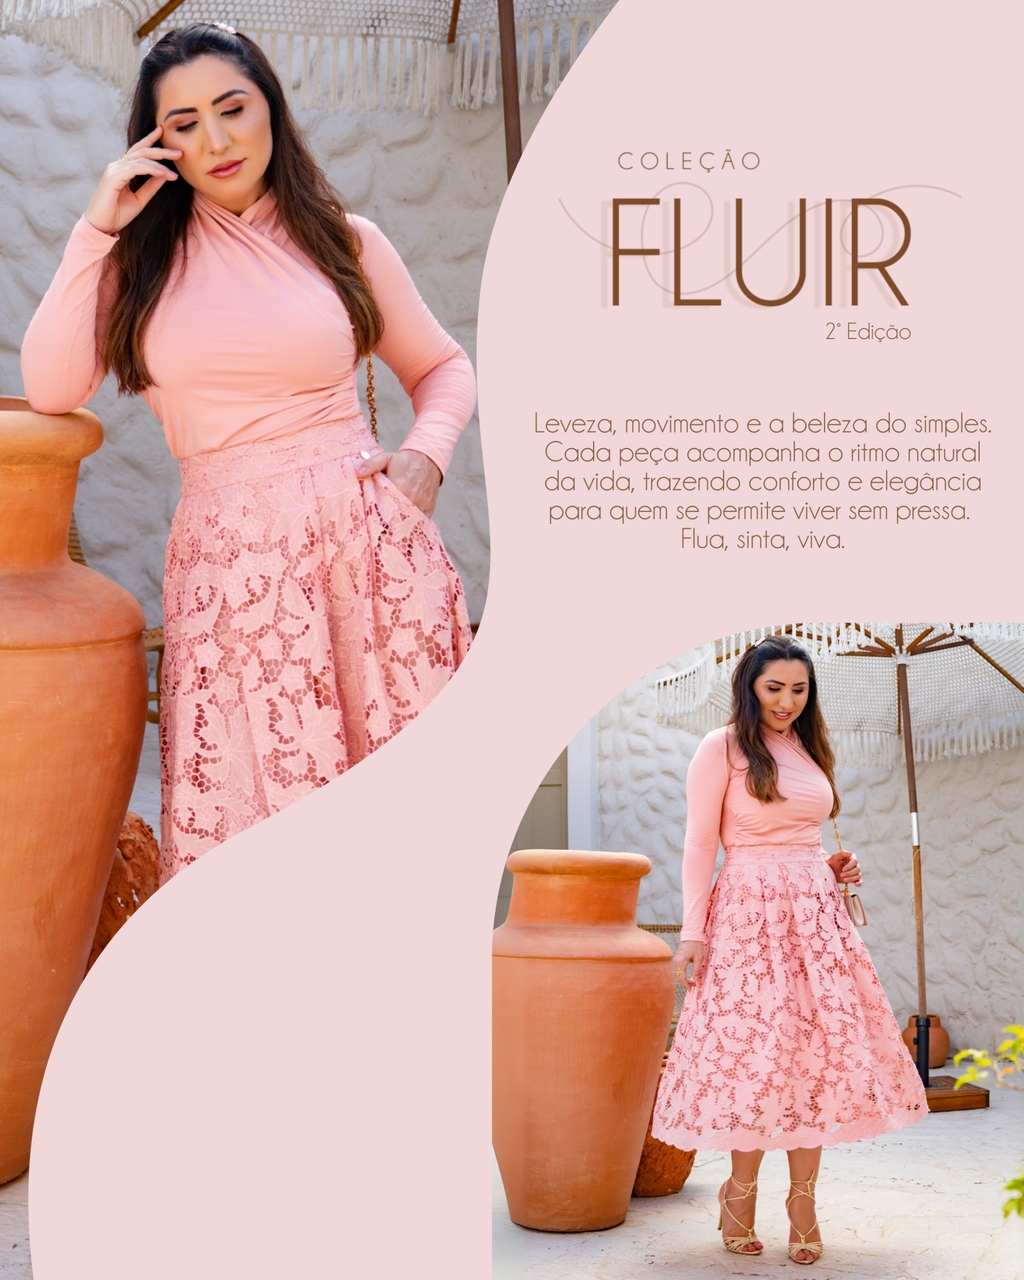 COLEÇÃO
FLUIR
2° Edição
Leveza, movimento e a beleza do simples.
Cada peça acompanha o ritmo natural
da vida, trazendo conforto e elegância
para quem se permite viver sem pressa.
Flua, sinta, viva.